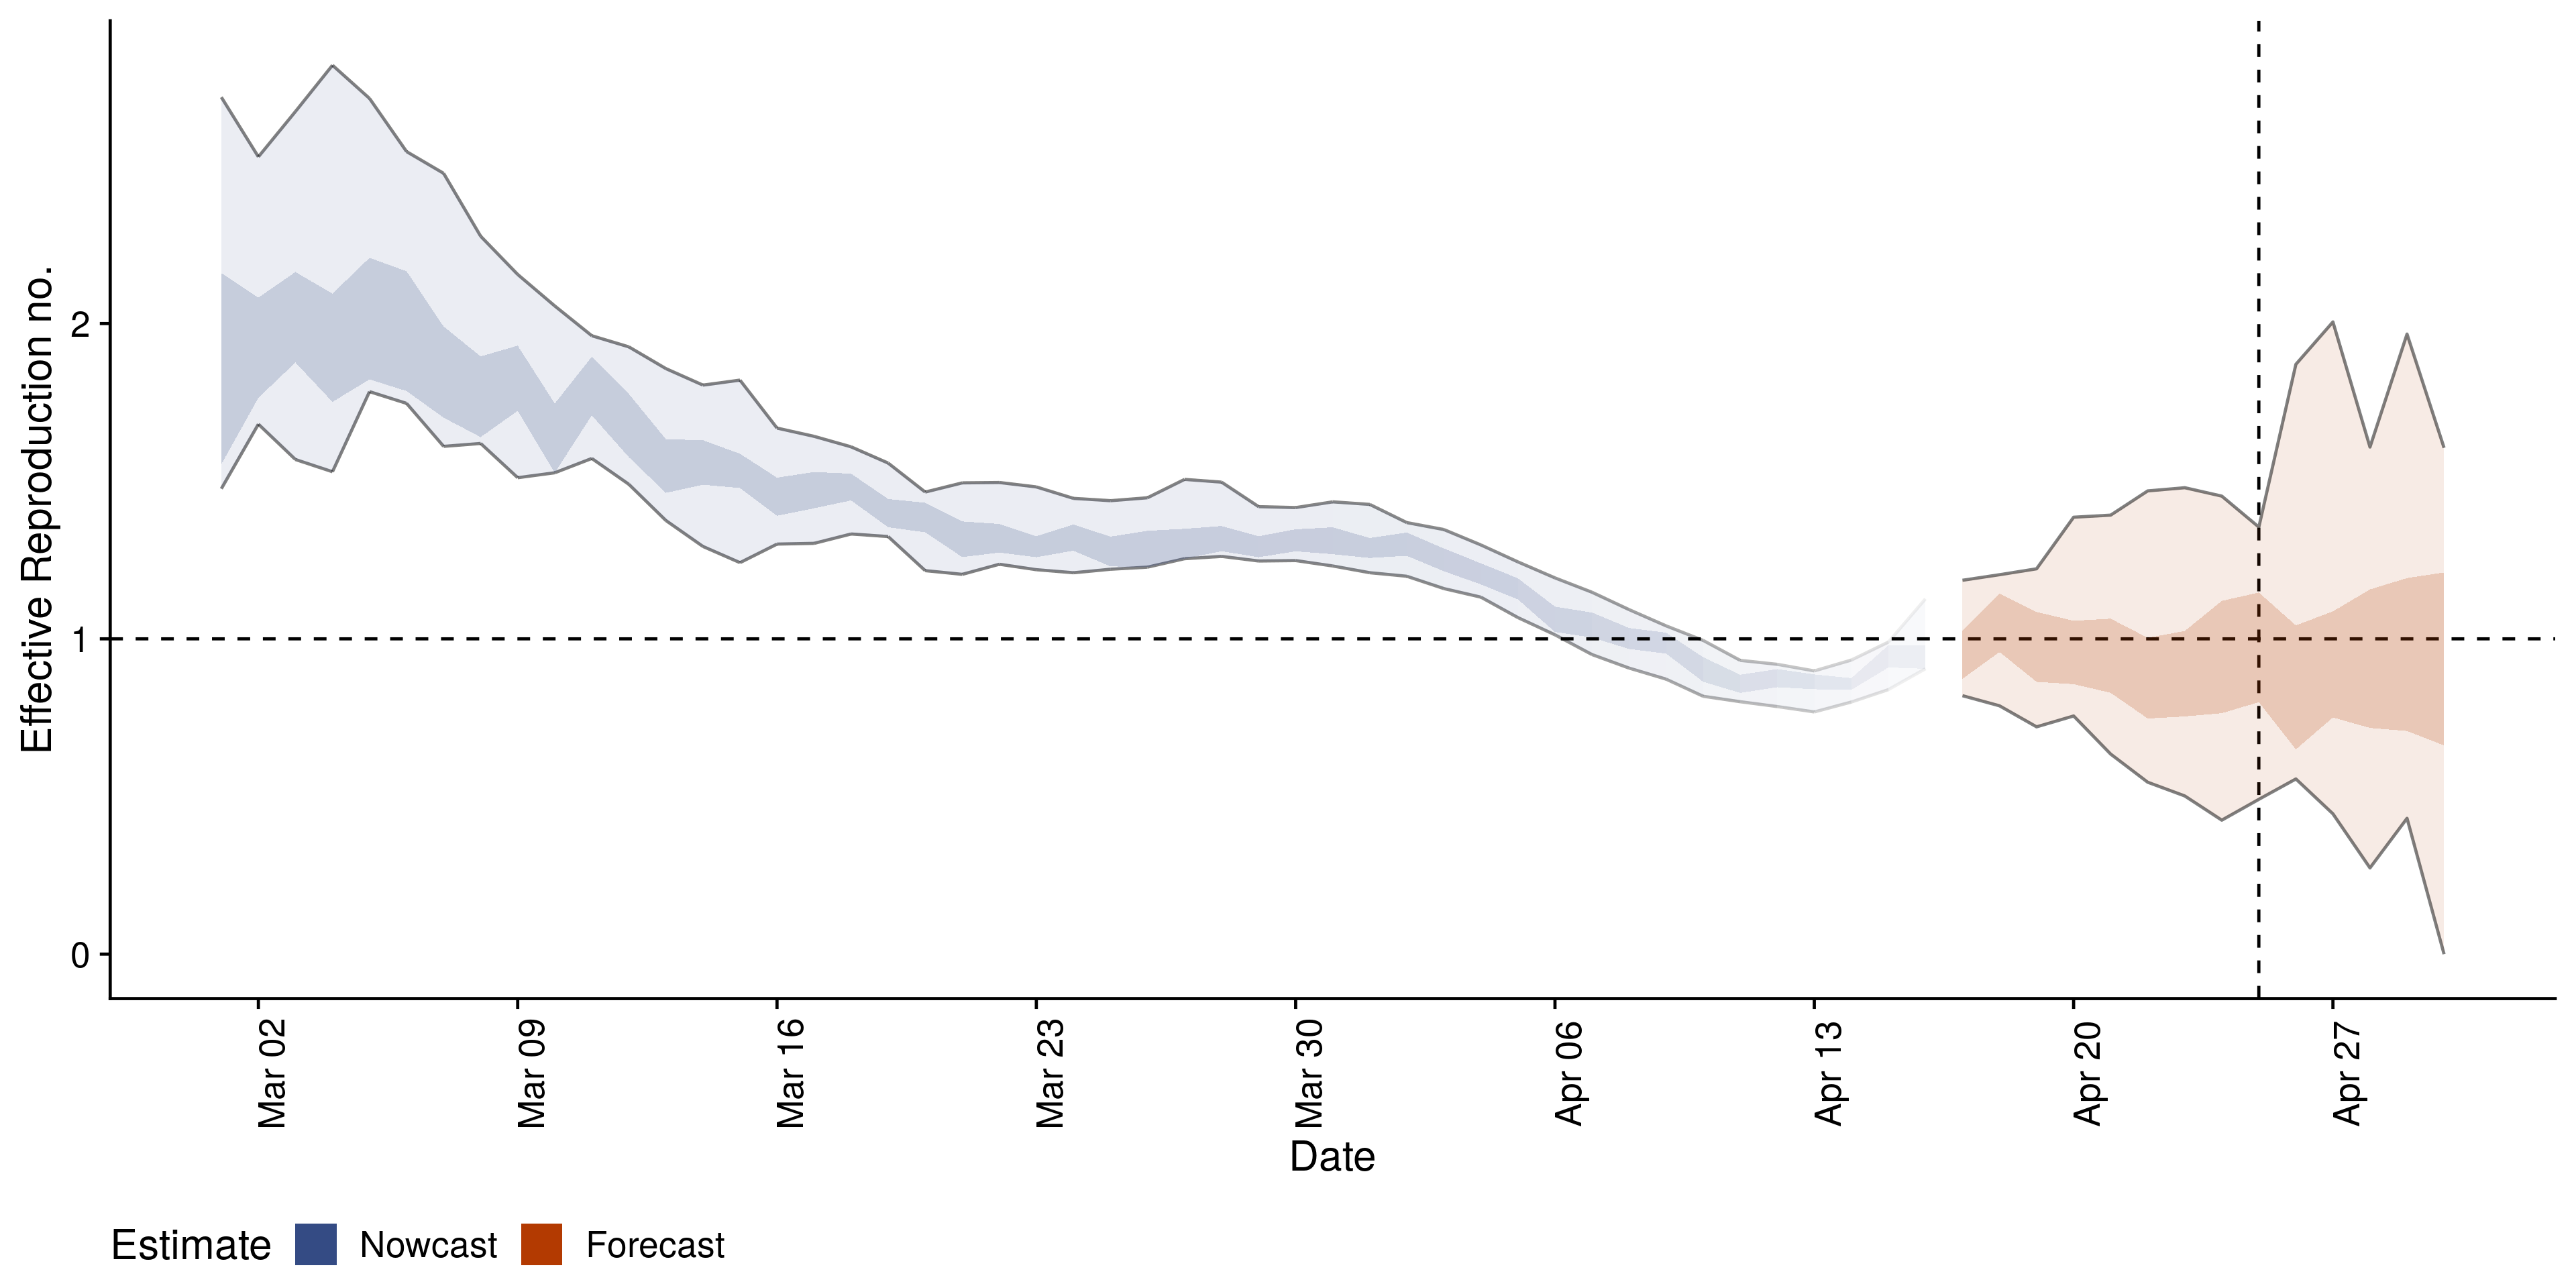 Effective Reproduction no.
2
1
0
Mar 02
Mar 09
Mar 16
Mar 23
Mar 30
Apr 06
Apr 13
Apr 20
Apr 27
Date
Estimate Nowcast Forecast